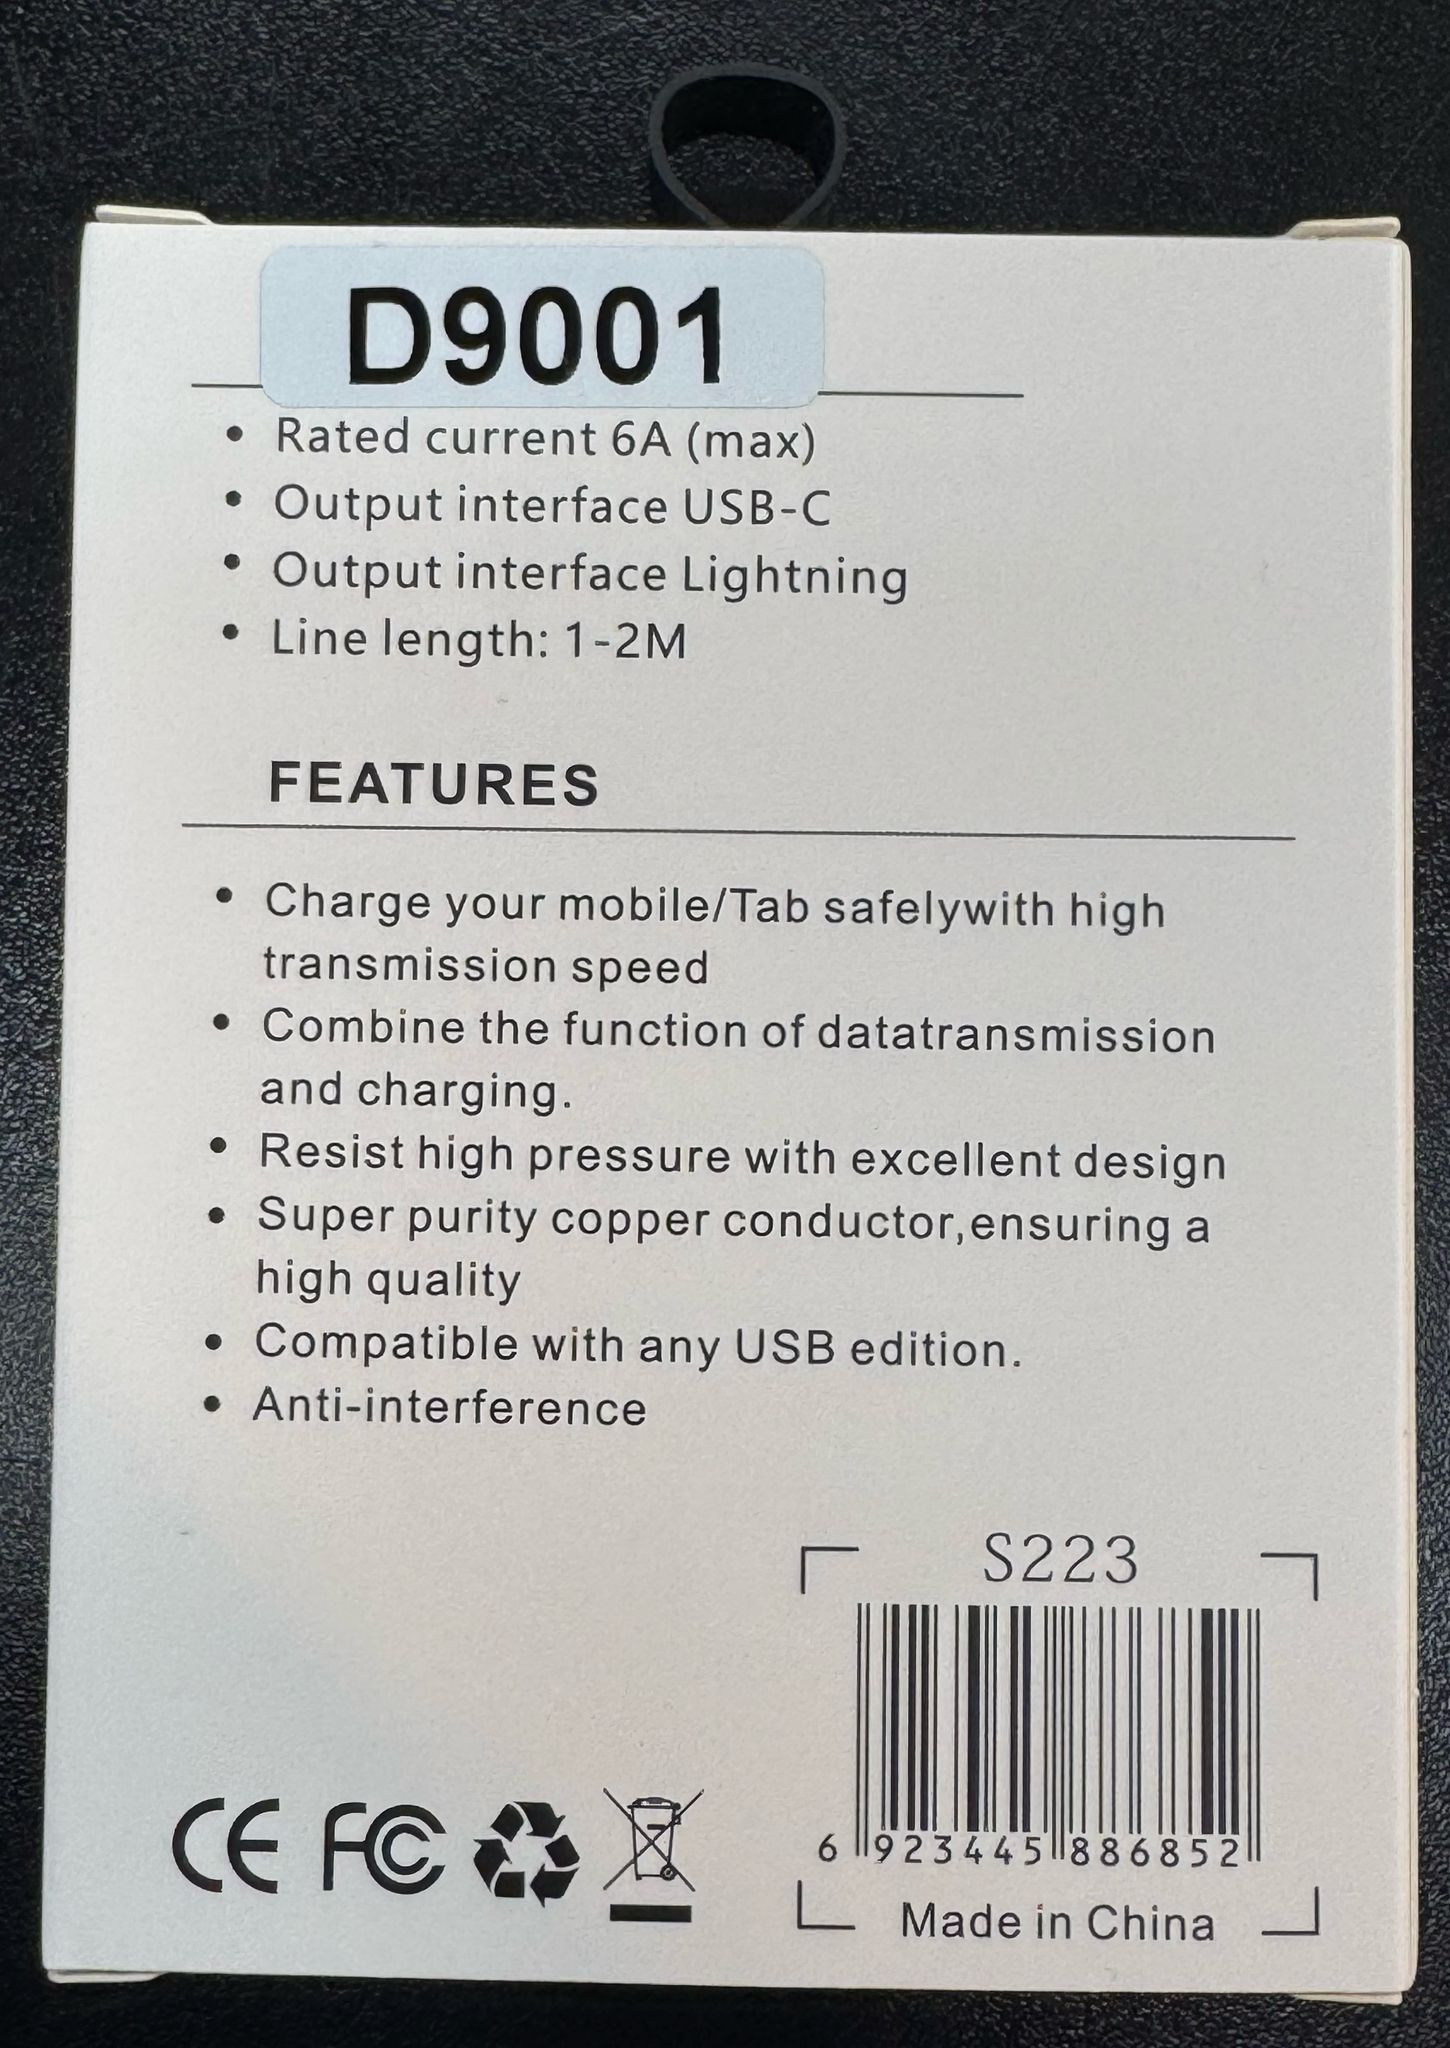 D9001
• Rated current 6A (max)
• Output interface USB-C
• Output interface Lightning
• Line length: 1-2M
FEATURES
• Charge your mobile/Tab safelywith high
transmission speed
• Combine the function of datatransmission
and charging.
• Resist high pressure with excellent design
• Super purity copper conductor,ensuring a
high quality
• Compatible with any USB edition.
• Anti-interference
S223
6 923445 886852
CE FC
Made in China